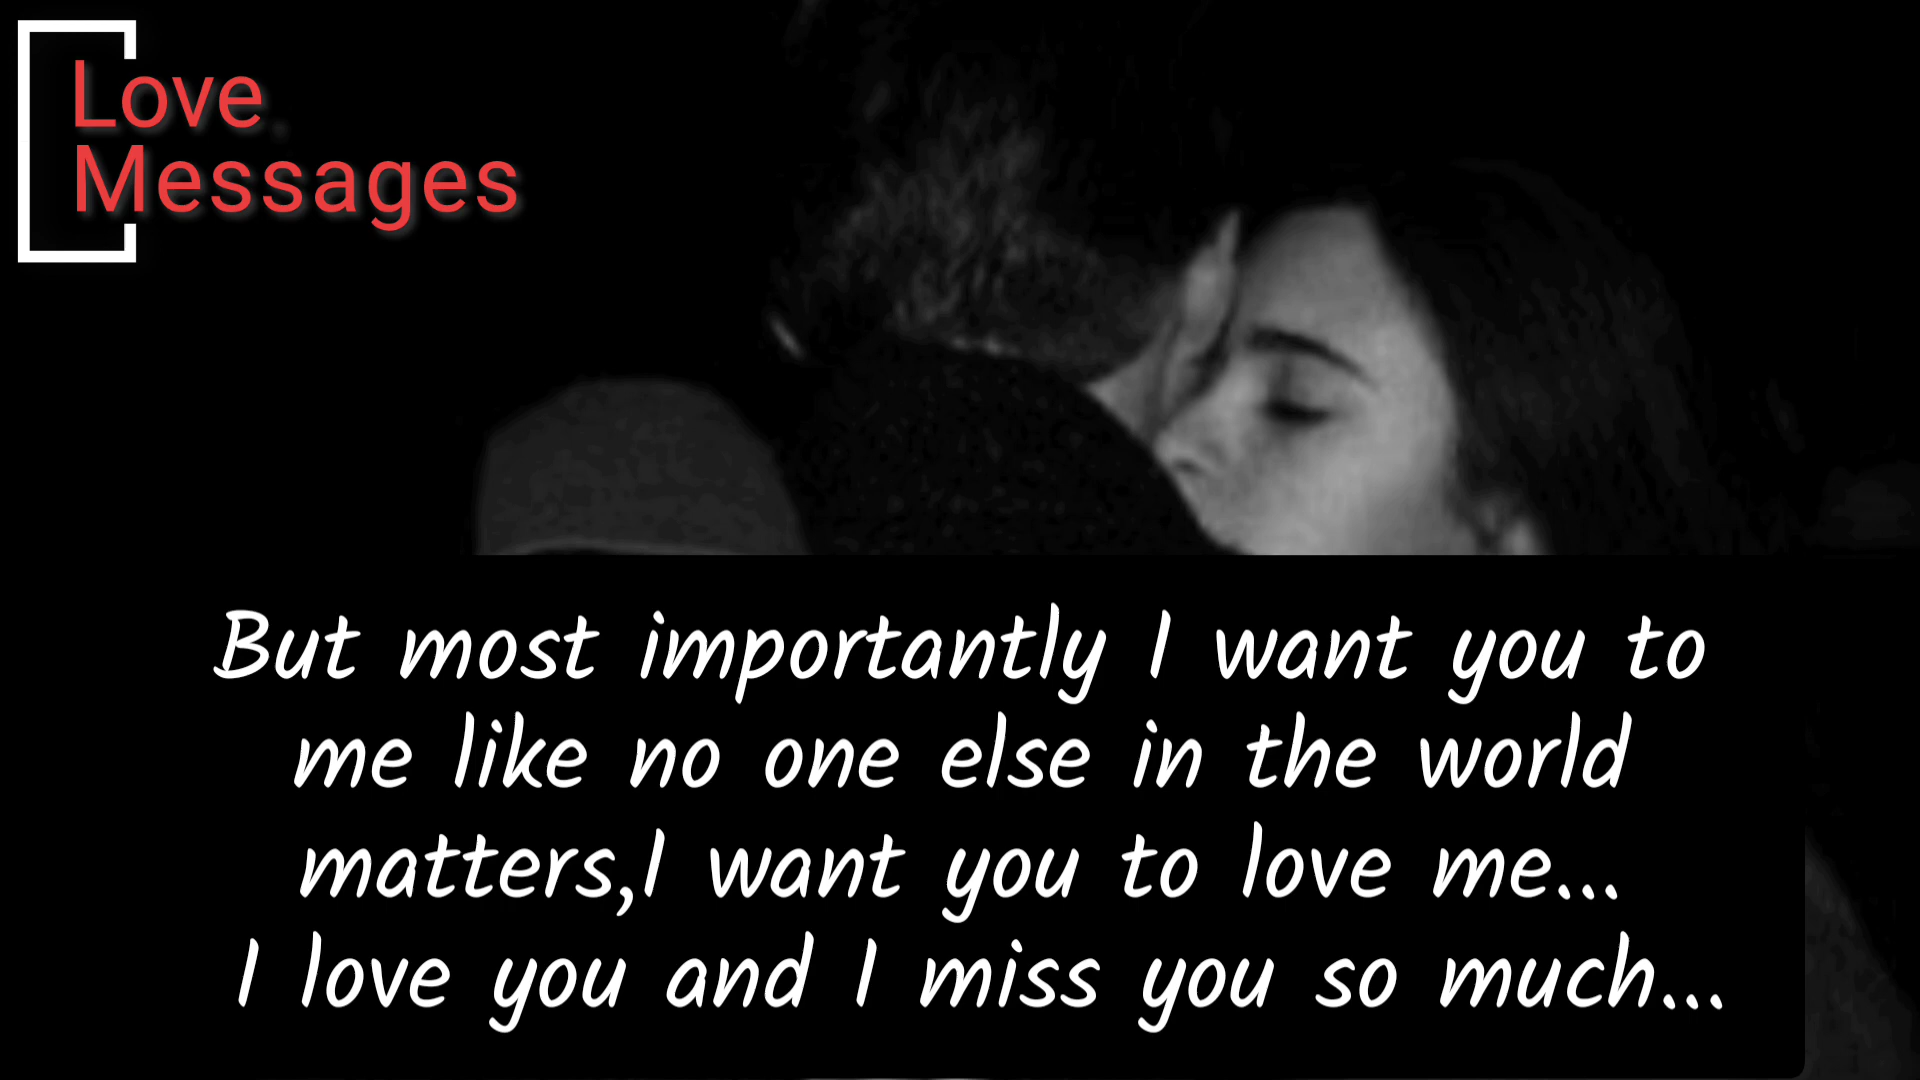 Love
Messages
But most importantly I want you to
me like no one else in the world
matters,I want you to love me...
I love you and I miss you so much...